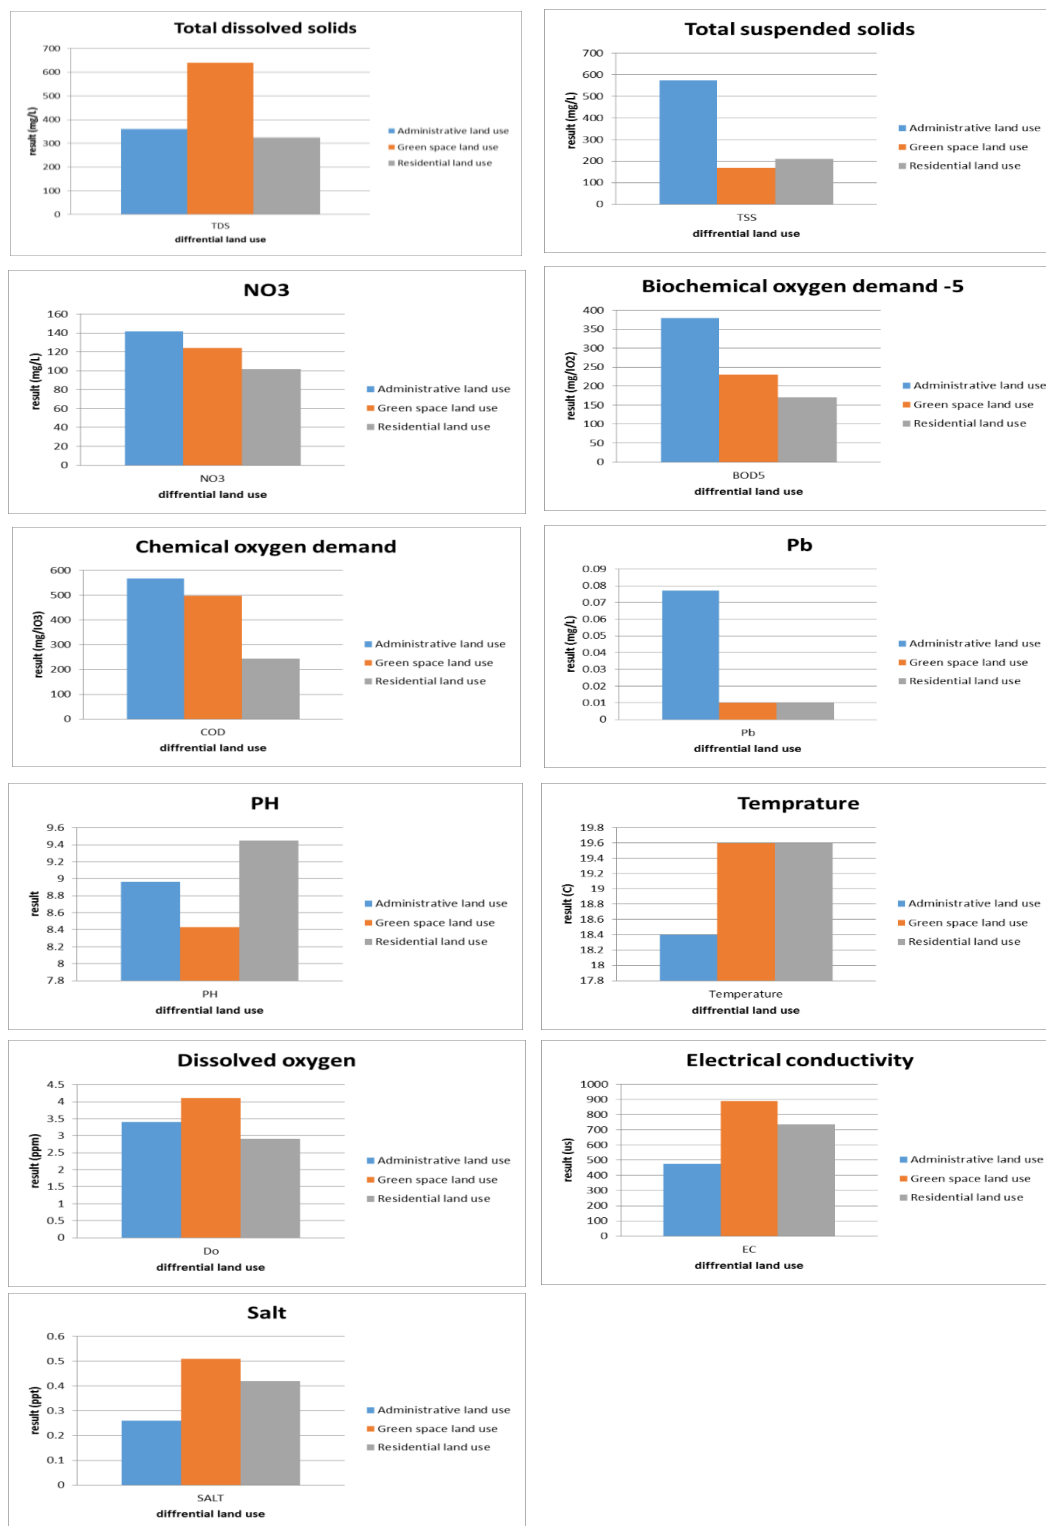 Total dissolved solids
700
600
500
400
300
200
100
0
result (mg/L)
TDS
diffrential land use
Administrative land use
Green space land use
Residential land use
Total suspended solids
700
600
500
400
300
200
100
0
result (mg/L)
TSS
diffrential land use
Administrative land use
Green space land use
Residential land use
NO3
160
140
120
100
80
60
40
20
0
result (mg/L)
NO3
diffrential land use
Administrative land use
Green space land use
Residential land use
Biochemical oxygen demand -5
400
350
300
250
200
150
100
50
0
result (mg/IO2)
BOD5
diffrential land use
Administrative land use
Green space land use
Residential land use
Chemical oxygen demand
600
500
400
300
200
100
0
result (mg/IO3)
COD
diffrential land use
Administrative land use
Green space land use
Residential land use
Pb
0.09
0.08
0.07
0.06
0.05
0.04
0.03
0.02
0.01
0
result (mg/L)
Pb
diffrential land use
Administrative land use
Green space land use
Residential land use
PH
9.6
9.4
9.2
9
8.8
8.6
8.4
8.2
8
7.8
result
PH
diffrential land use
Administrative land use
Green space land use
Residential land use
Temprature
19.8
19.6
19.4
19.2
19
18.8
18.6
18.4
18.2
18
17.8
result (C)
Temperature
diffrential land use
Administrative land use
Green space land use
Residential land use
Dissolved oxygen
4.5
4
3.5
3
2.5
2
1.5
1
0.5
0
result (ppm)
Do
diffrential land use
Administrative land use
Green space land use
Residential land use
Electrical conductivity
1000
900
800
700
600
500
400
300
200
100
0
result (us)
EC
diffrential land use
Administrative land use
Green space land use
Residential land use
Salt
0.6
0.5
0.4
0.3
0.2
0.1
0
result (ppt)
SALT
diffrential land use
Administrative land use
Green space land use
Residential land use